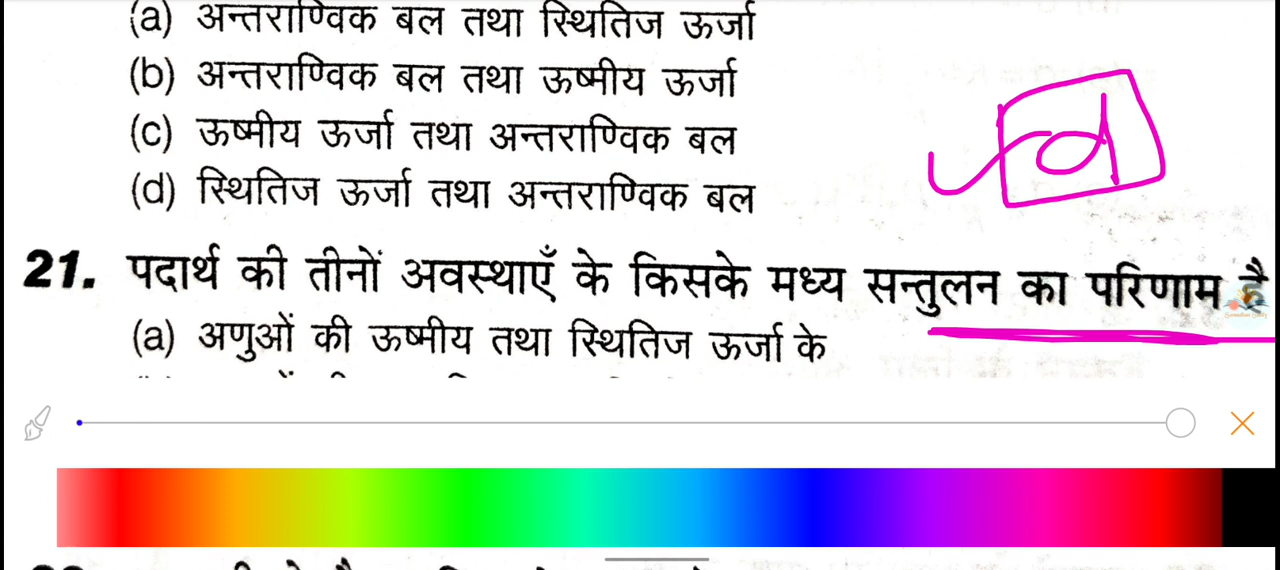 (a) अन्तराण्विक बल तथा स्थितिज ऊर्जा
(b) अन्तराण्विक बल तथा ऊष्मीय ऊर्जा
(c) ऊष्मीय ऊर्जा तथा अन्तराण्विक बल
(d) स्थितिज ऊर्जा तथा अन्तराण्विक बल
d
21. पदार्थ की तीनों अवस्थाएँ के किसके मध्य सन्तुलन का परिणाम है
(a) अणुओं की ऊष्मीय तथा स्थितिज ऊर्जा के